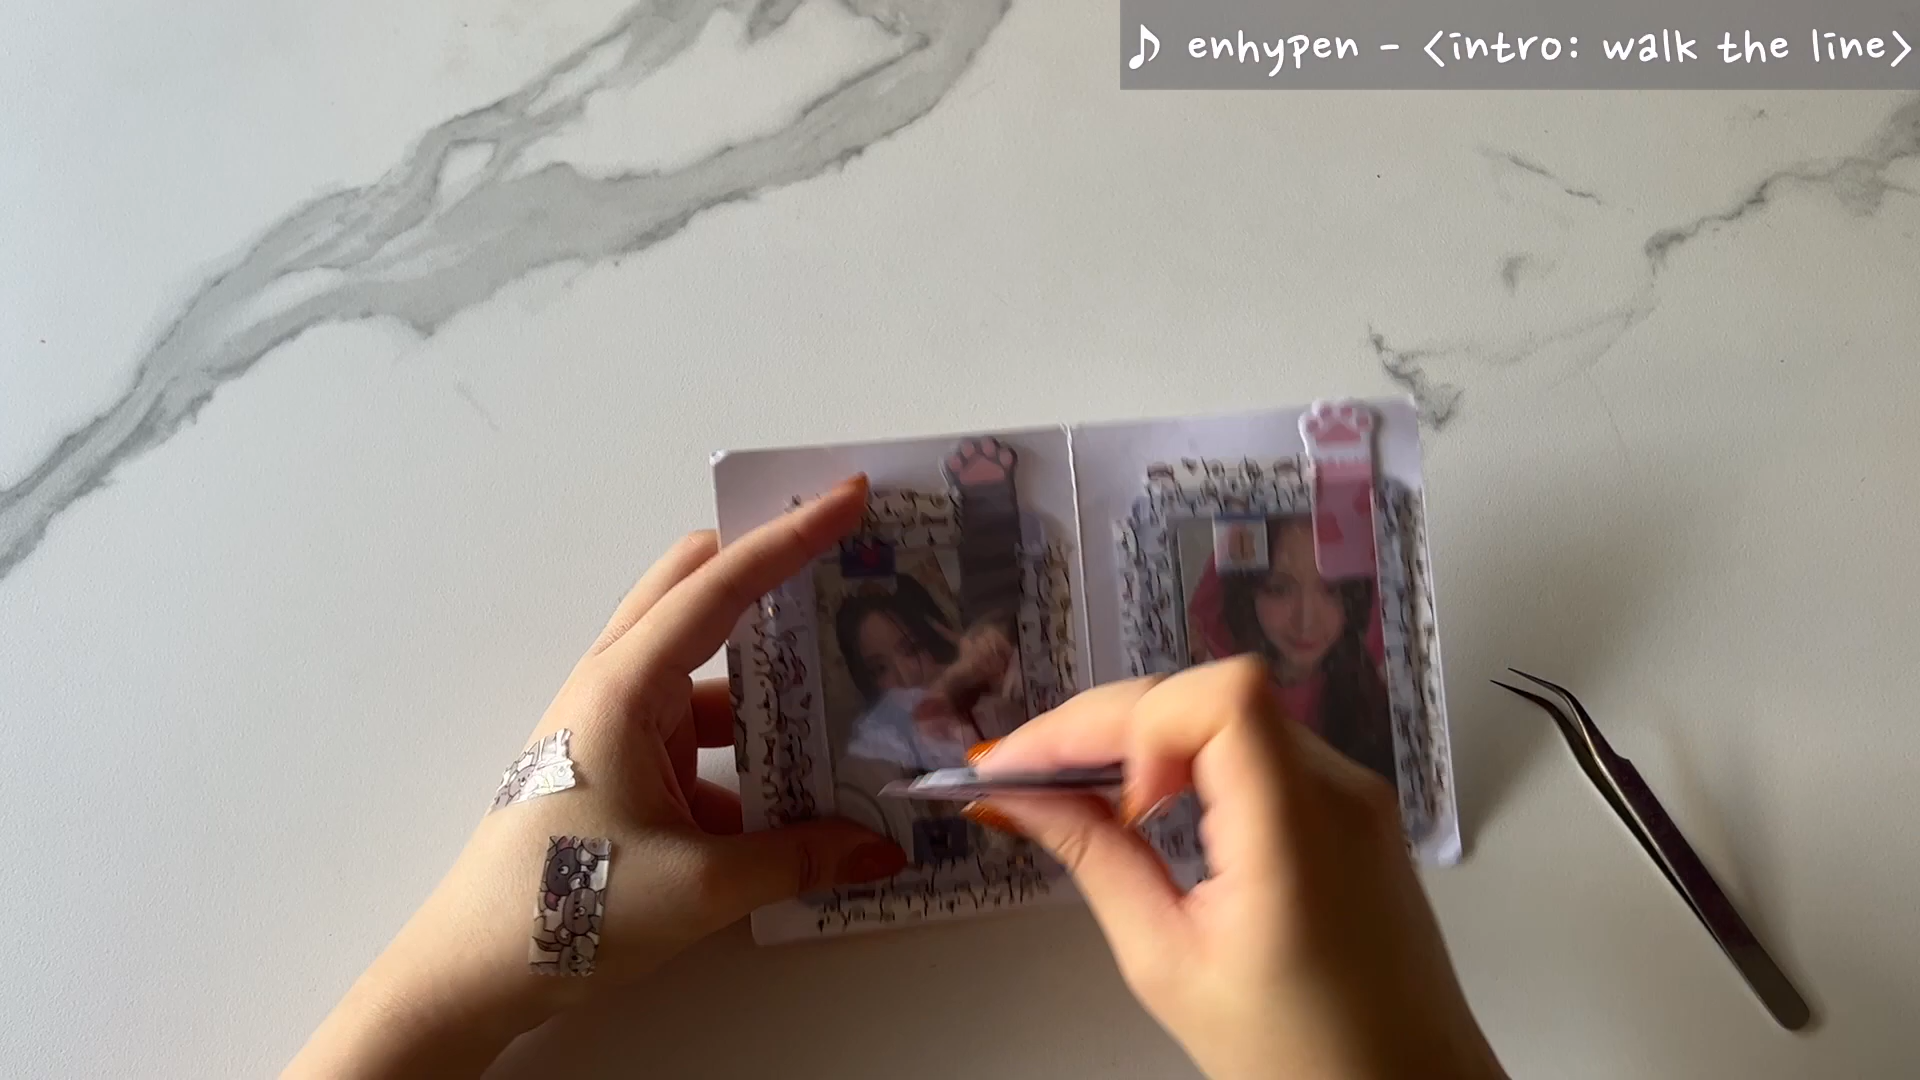 ♪ enhypen - <intro: walk the line>